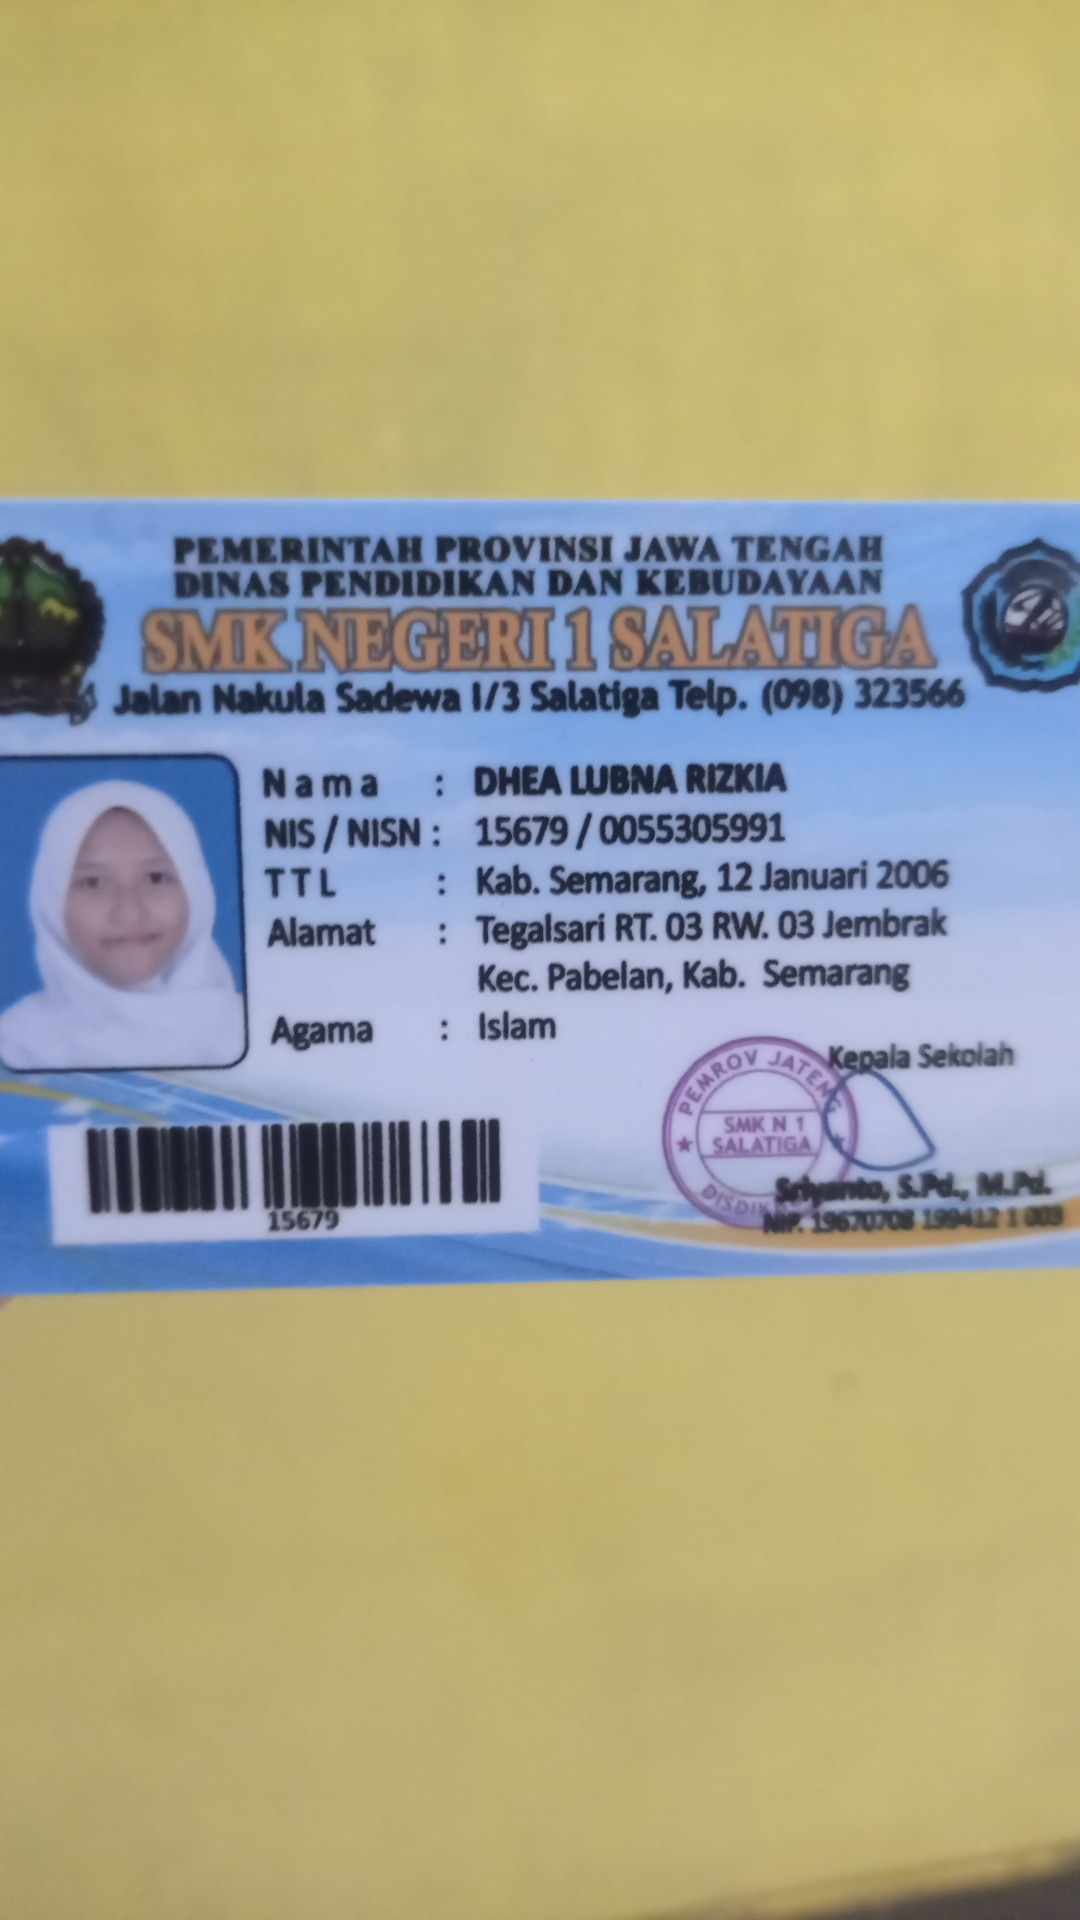 PEMERINTAH PROVINSI JAWA TENGAH
DINAS PENDIDIKAN DAN KEBUDAYAAN
SMK NEGERI 1 SALATIGA
Jalan Nakula Sadewa I/3 Salatiga Telp. (098) 323566
Nama : DHEA LUBNA RIZKIA
NIS / NISN : 15679 / 0055305991
TTL : Kab. Semarang, 12 Januari 2006
Alamat : Tegalsari RT. 03 RW. 03 Jembrak
Kec. Pabelan, Kab. Semarang
Agama : Islam
Kepala Sekolah
PEMROV JATENG
SMK N 1
SALATIGA
Sriyanto, S.Pd., M.Pd.
NIP. 19670708 199412 1 003
15679